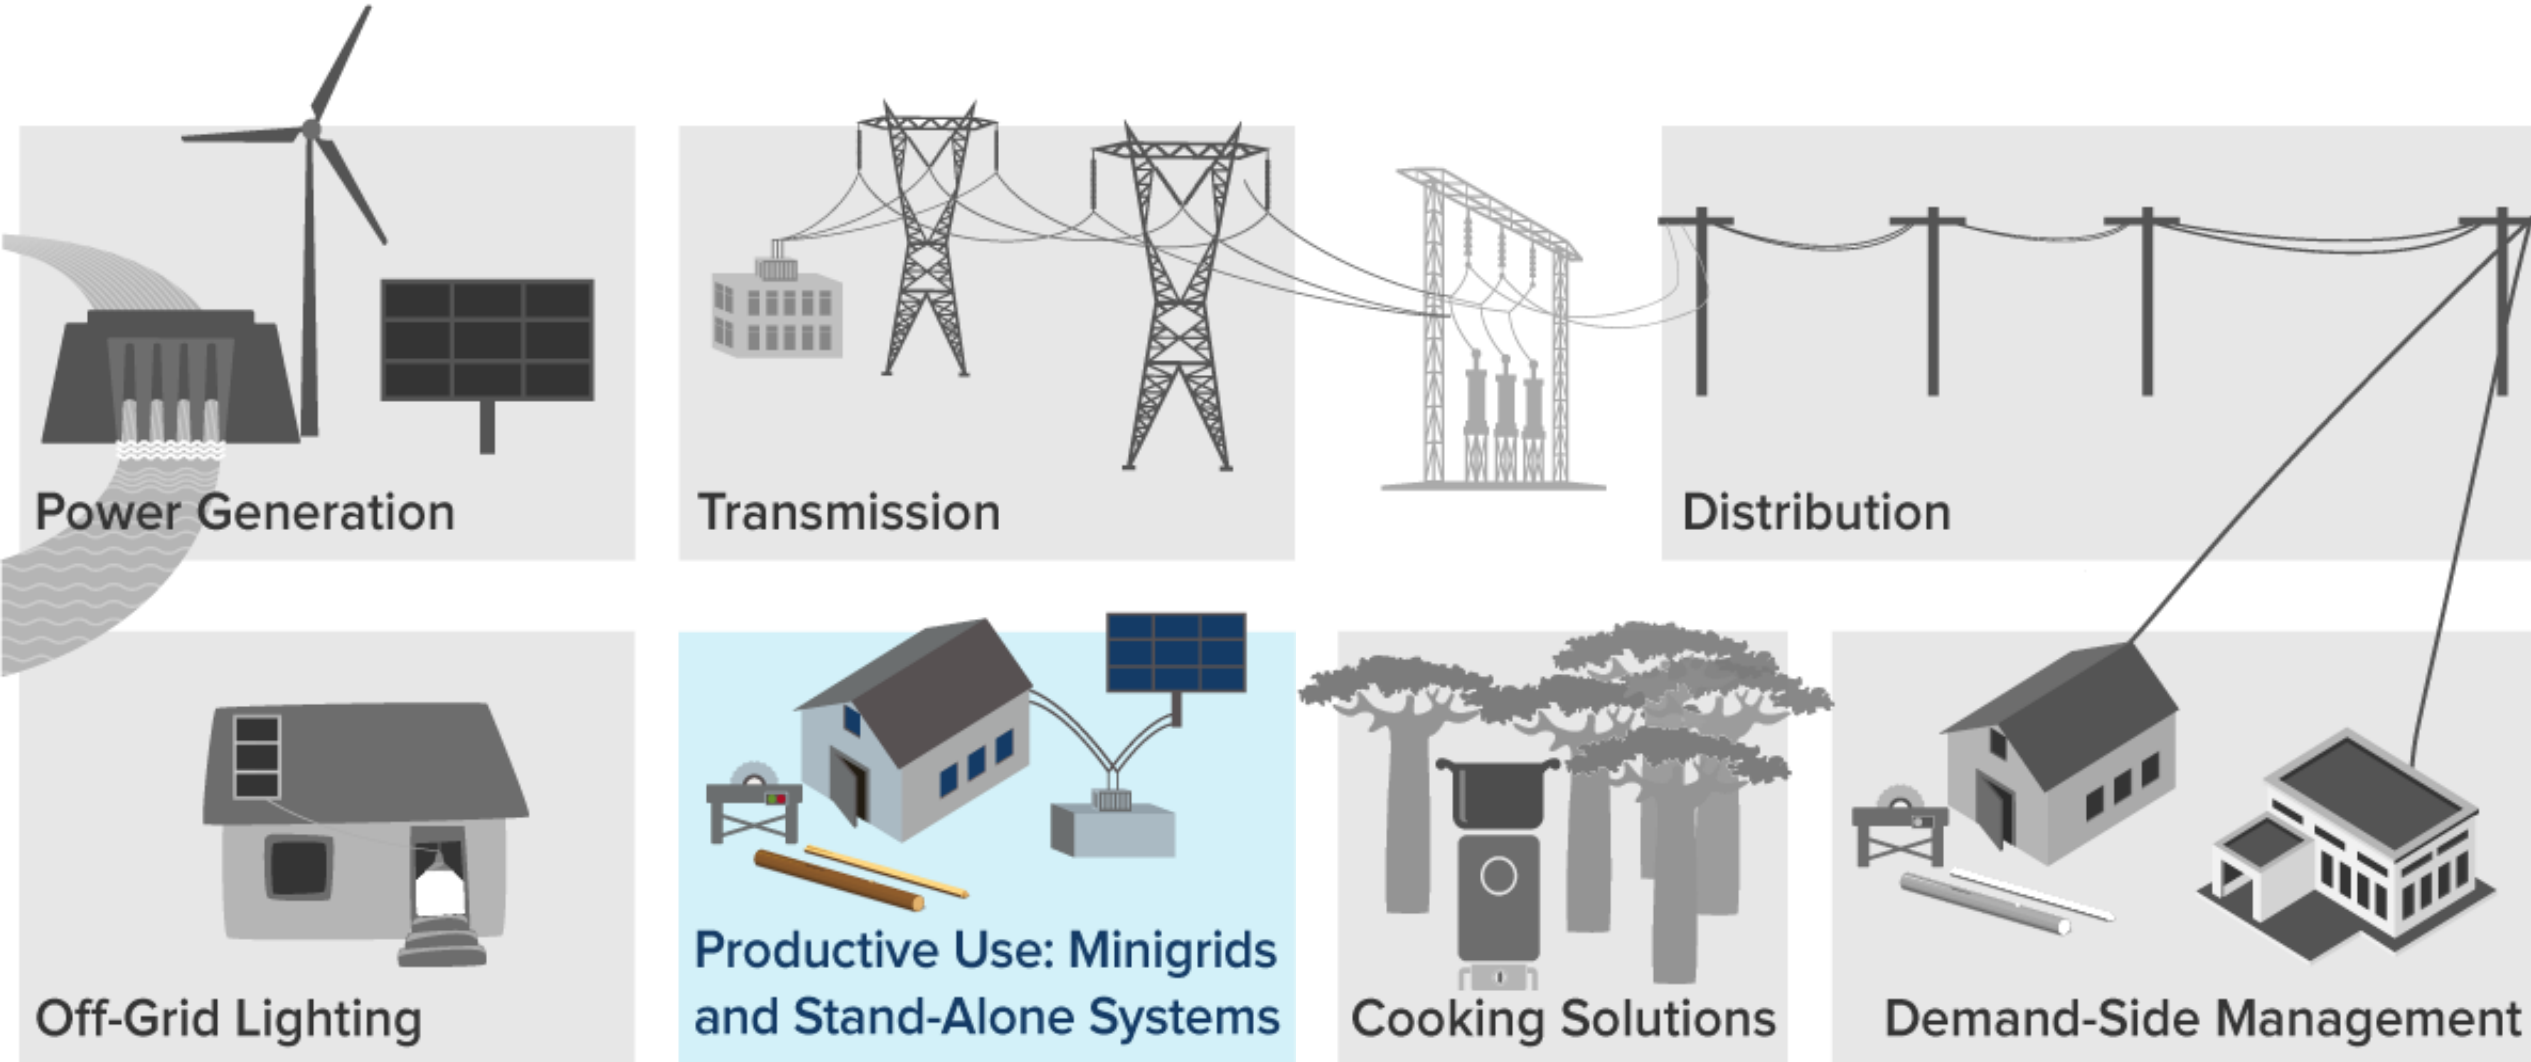 Power Generation
Transmission
Distribution
Off-Grid Lighting
Productive Use: Minigrids
and Stand-Alone Systems
Cooking Solutions
Demand-Side Management